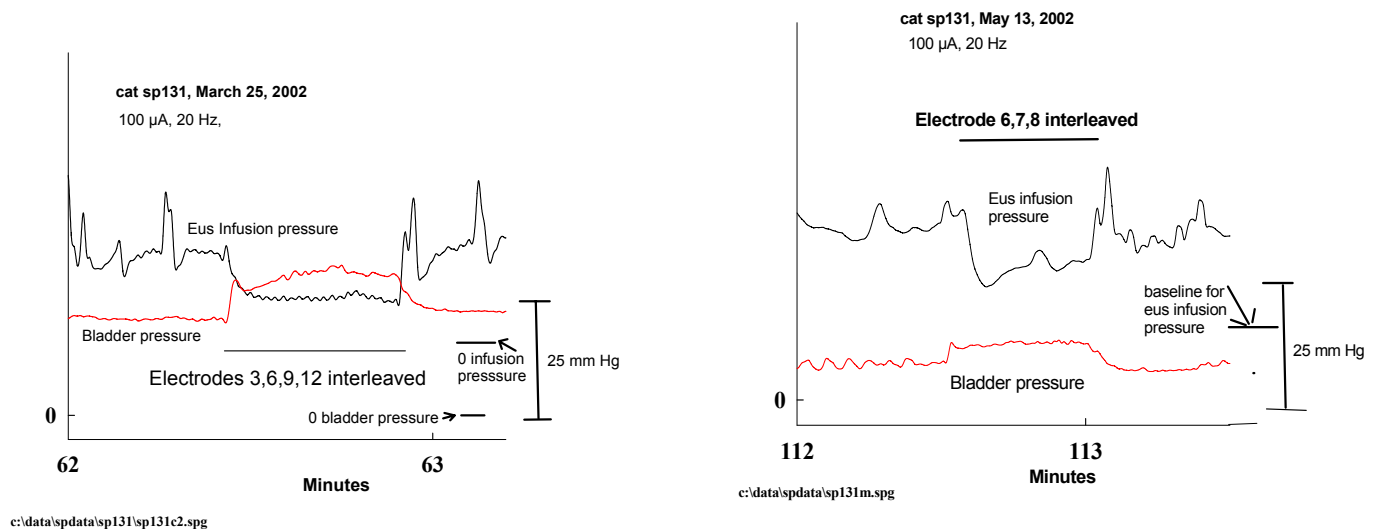 cat sp131, March 25, 2002
100 µA, 20 Hz,
Eus Infusion pressure
Bladder pressure
0 infusion
presssure
25 mm Hg
Electrodes 3,6,9,12 interleaved
0 bladder pressure
0
62
63
Minutes
c:\data\spdata\sp131\sp131c2.spg
cat sp131, May 13, 2002
100 µA, 20 Hz
Electrode 6,7,8 interleaved
Eus infusion
pressure
baseline for
eus infusion
pressure
25 mm Hg
Bladder pressure
0
112
113
Minutes
c:\data\spdata\sp131m.spg